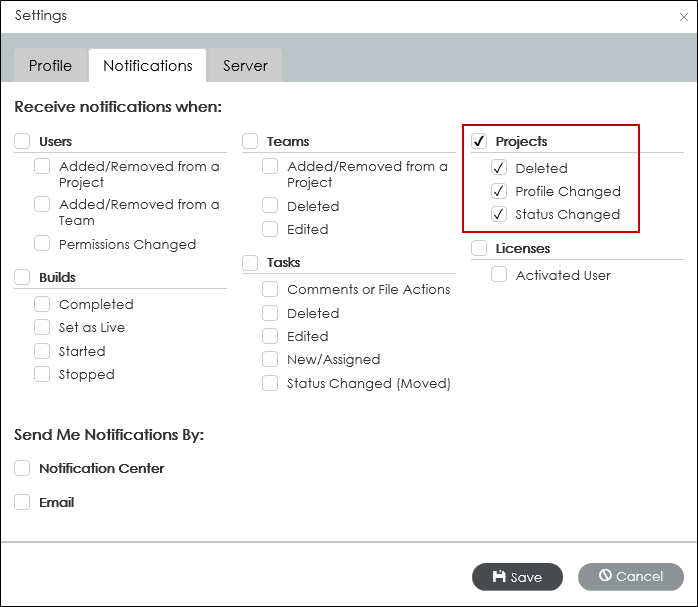 Settings
Profile
Notifications
Server
Receive notifications when:
Users
Added/Removed from a
Project
Added/Removed from a
Team
Permissions Changed
Builds
Completed
Set as Live
Started
Stopped
Teams
Added/Removed from a
Project
Deleted
Edited
Tasks
Comments or File Actions
Deleted
Edited
New/Assigned
Status Changed (Moved)
Projects
Deleted
Profile Changed
Status Changed
Licenses
Activated User
Send Me Notifications By:
Notification Center
Email
Save
Cancel